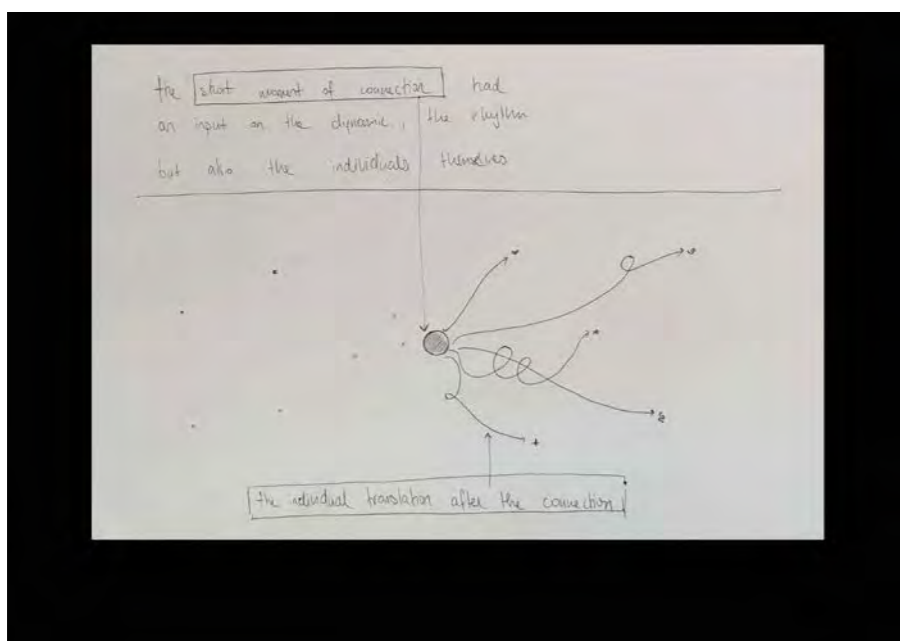 the short moment of connection had
an input on the dynamic, the rhythm
but also the individuals themselves
the individual translation after the connection